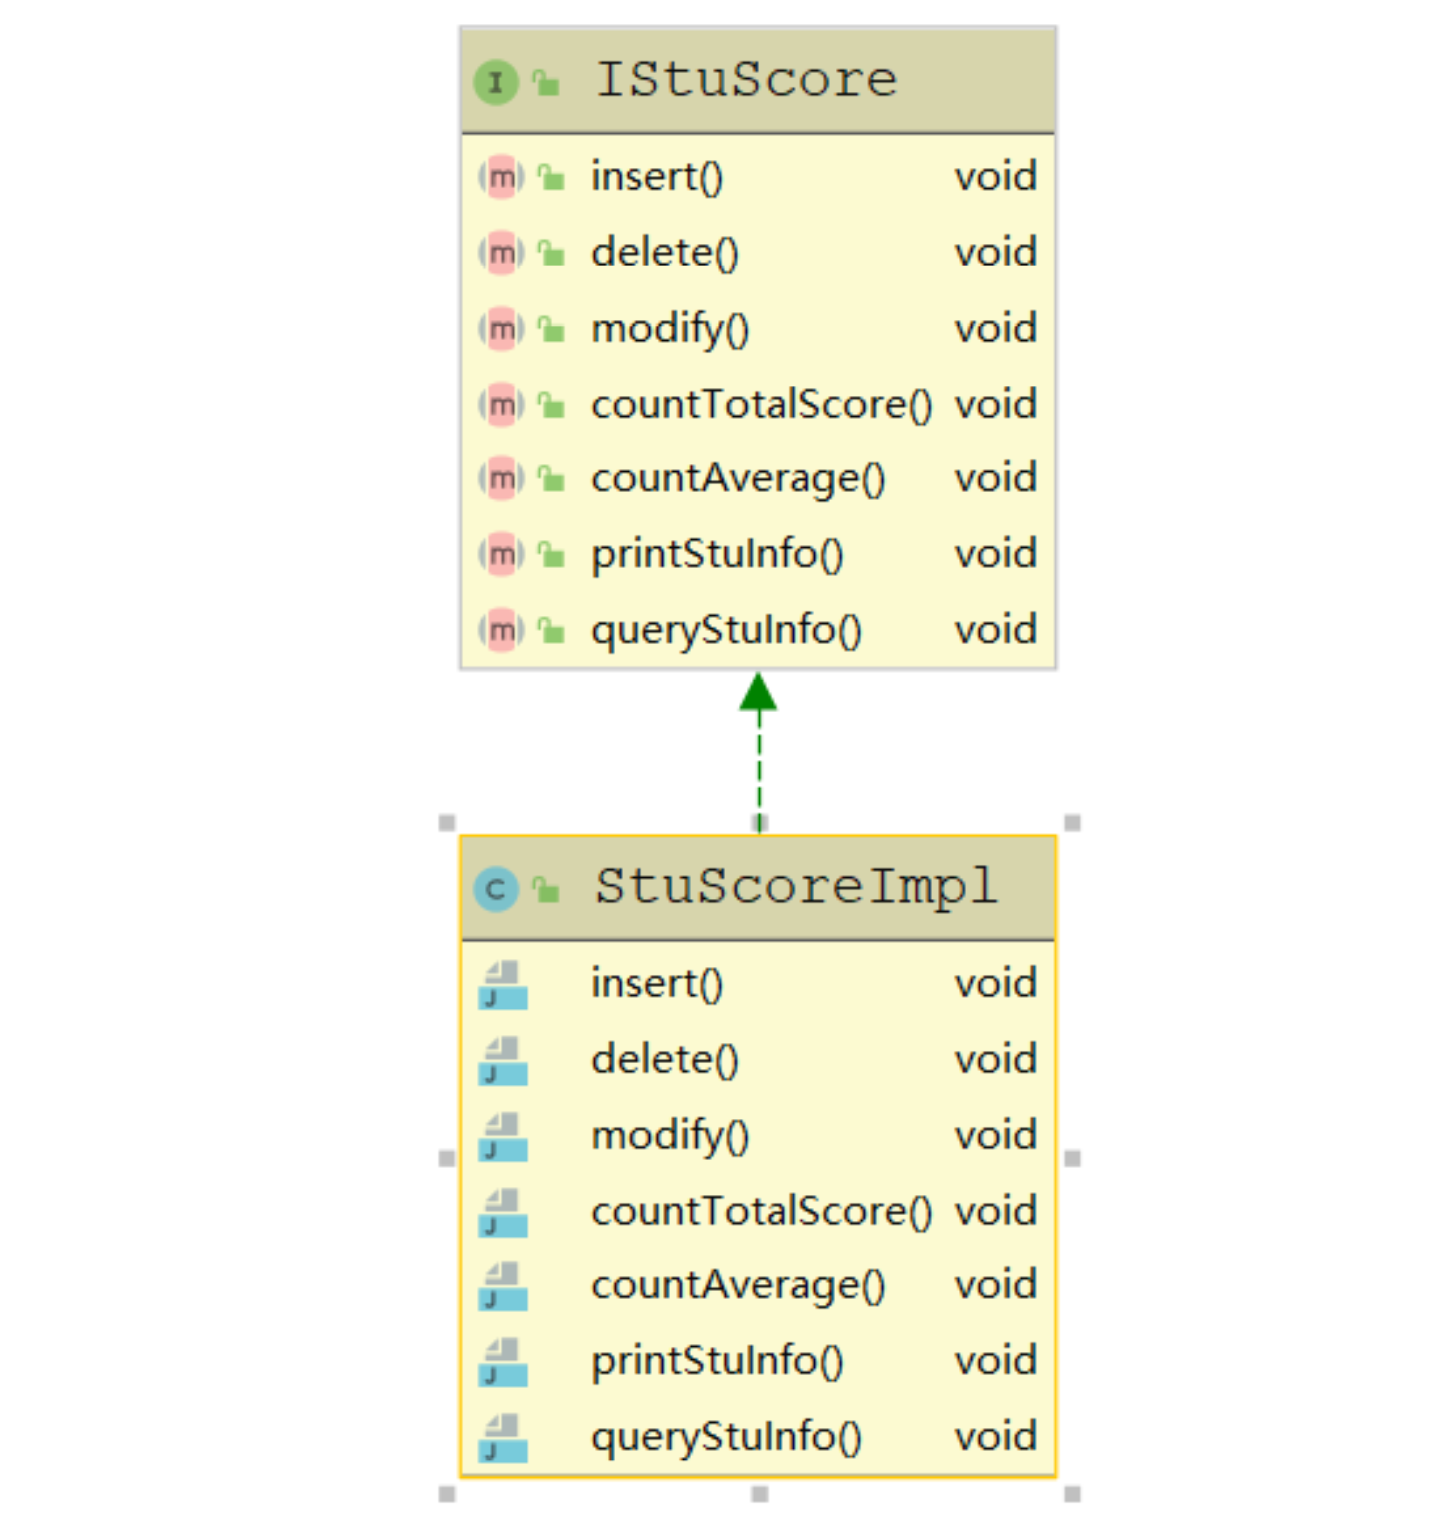 I IStuScore
m insert() void
m delete() void
m modify() void
m countTotalScore() void
m countAverage() void
m printStuInfo() void
m queryStuInfo() void
C StuScoreImpl
J insert() void
J delete() void
J modify() void
J countTotalScore() void
J countAverage() void
J printStuInfo() void
J queryStuInfo() void